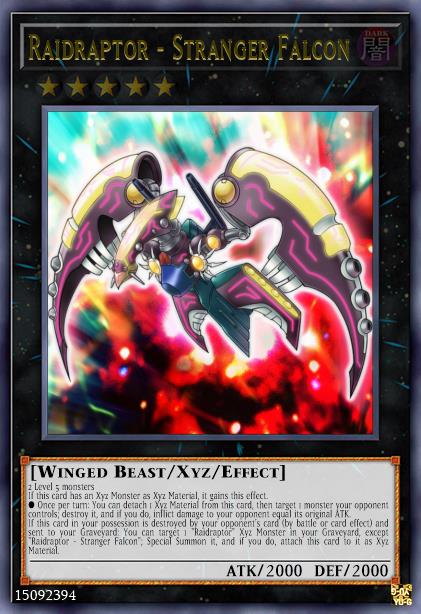 RAIDRAPTOR - STRANGER FALCON
DARK
闇
[WINGED BEAST/XYZ/EFFECT]
2 Level 5 monsters
If this card has an Xyz Monster as Xyz Material, it gains this effect.
● Once per turn: You can detach 1 Xyz Material from this card, then target 1 monster your opponent
controls; destroy it, and if you do, inflict damage to your opponent equal its original ATK.
If this card in your possession is destroyed by your opponent's card (by battle or card effect) and
sent to your Graveyard: You can target 1 "Raidraptor" Xyz Monster in your Graveyard, except
"Raidraptor - Stranger Falcon"; Special Summon it, and if you do, attach this card to it as Xyz
Material.
ATK/2000 DEF/2000
15092394